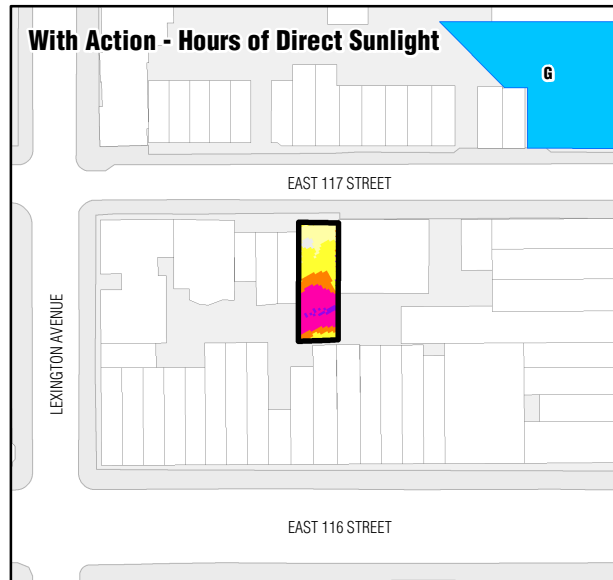 With Action - Hours of Direct Sunlight
G
EAST 117 STREET
LEXINGTON AVENUE
EAST 116 STREET